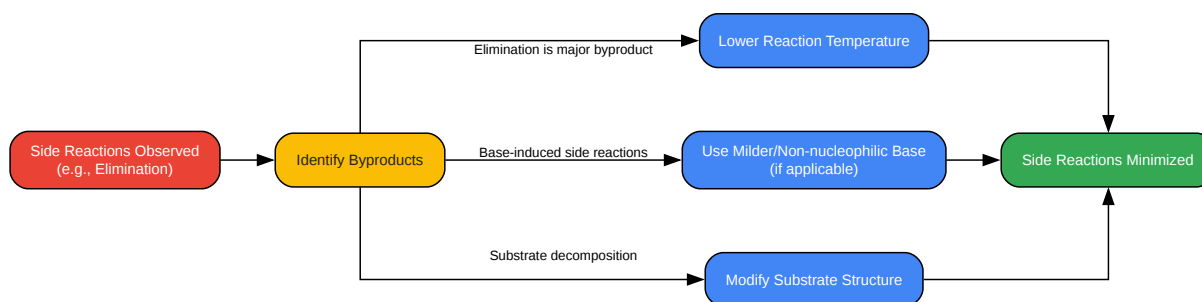 Side Reactions Observed
(e.g., Elimination)
Identify Byproducts
Elimination is major byproduct
Lower Reaction Temperature
Base-induced side reactions
Use Milder/Non-nucleophilic Base
(if applicable)
Substrate decomposition
Modify Substrate Structure
Side Reactions Minimized